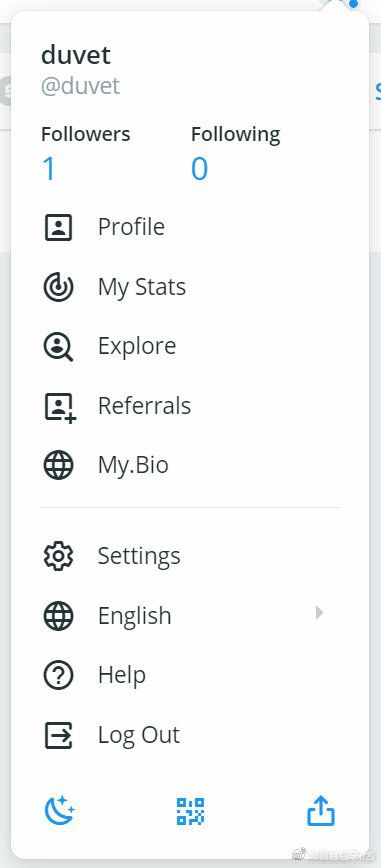 duvet
@duvet
Followers Following
1 0
Profile
My Stats
Explore
Referrals
My.Bio
Settings
English
Help
Log Out